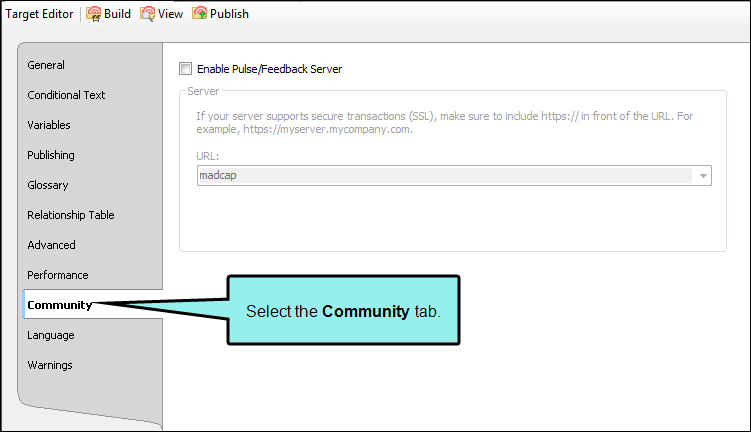 Target Editor Build View Publish
General
Conditional Text
Variables
Publishing
Glossary
Relationship Table
Advanced
Performance
Community
Language
Warnings
Enable Pulse/Feedback Server
Server
If your server supports secure transactions (SSL), make sure to include https:// in front of the URL. For
example, https://myserver.mycompany.com.
URL:
madcap
Select the Community tab.